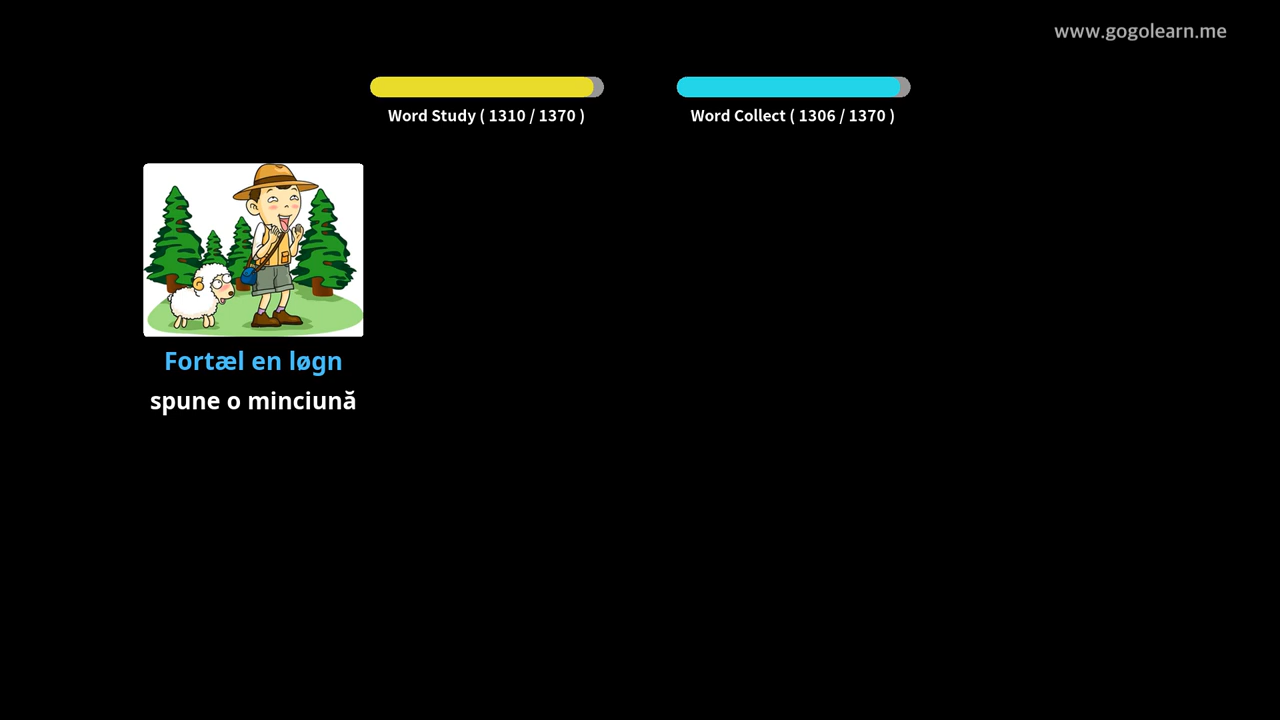 www.gogolearn.me
Word Study ( 1310 / 1370 )
Word Collect ( 1306 / 1370 )
Fortæl en løgn
spune o minciună